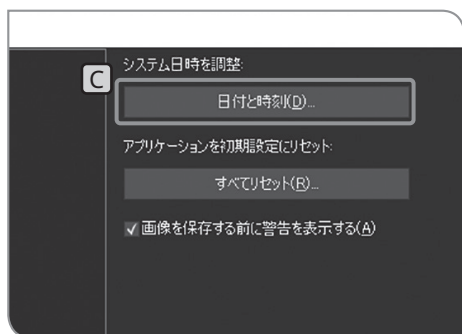 システム日時を調整:
C
日付と時刻(D)...
アプリケーションを初期設定にリセット:
すべてリセット(R)...
✓画像を保存する前に警告を表示する(A)